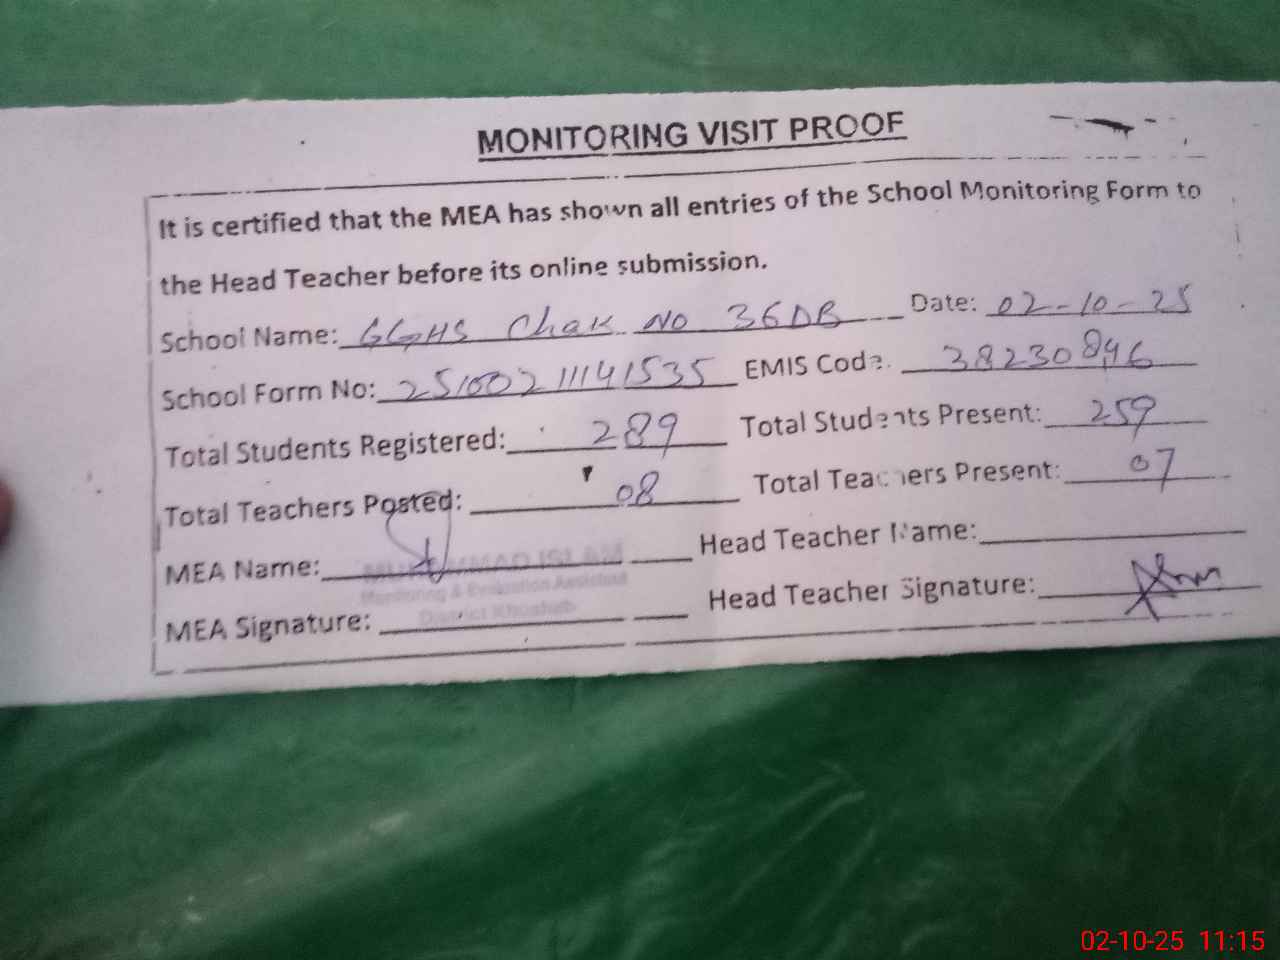 MONITORING VISIT PROOF
It is certified that the MEA has shown all entries of the School Monitoring Form to
the Head Teacher before its online submission.
School Name: GGHS Chak NO 36DB Date: 02-10-25
School Form No: 251002111141535 EMIS Code: 38230846
Total Students Registered: 289 Total Students Present: 259
Total Teachers Posted: 08 Total Teachers Present: 07
MEA Name: MUHAMMAD ISLAM Head Teacher Name:
Monitoring & Evaluation Assistant
MEA Signature: District Khushab Head Teacher Signature:
02-10-25 11:15